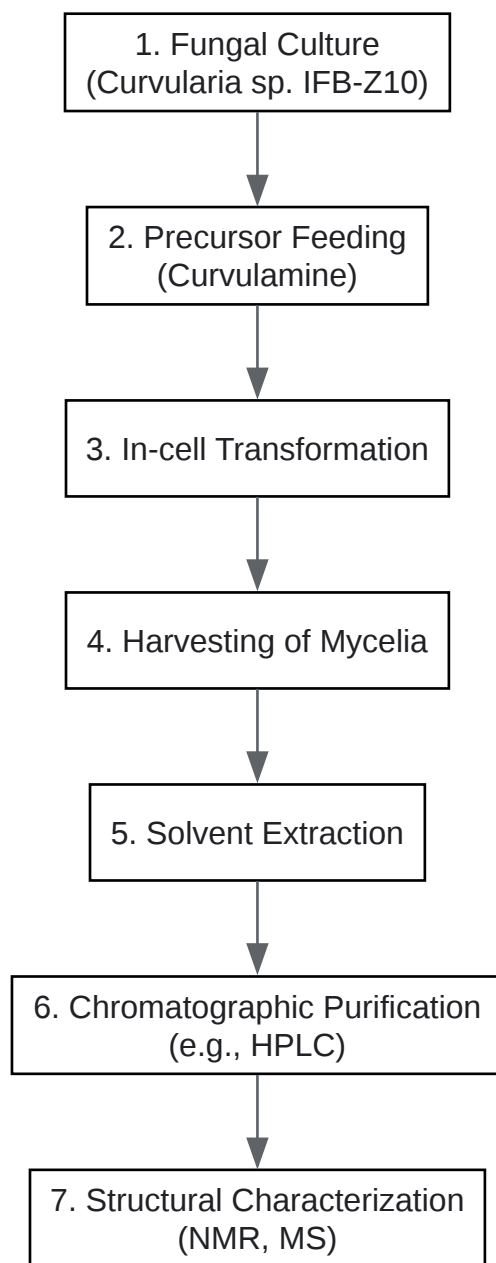 1. Fungal Culture
(Curvularia sp. IFB-Z10)
2. Precursor Feeding
(Curvulamine)
3. In-cell Transformation
4. Harvesting of Mycelia
5. Solvent Extraction
6. Chromatographic Purification
(e.g., HPLC)
7. Structural Characterization
(NMR, MS)